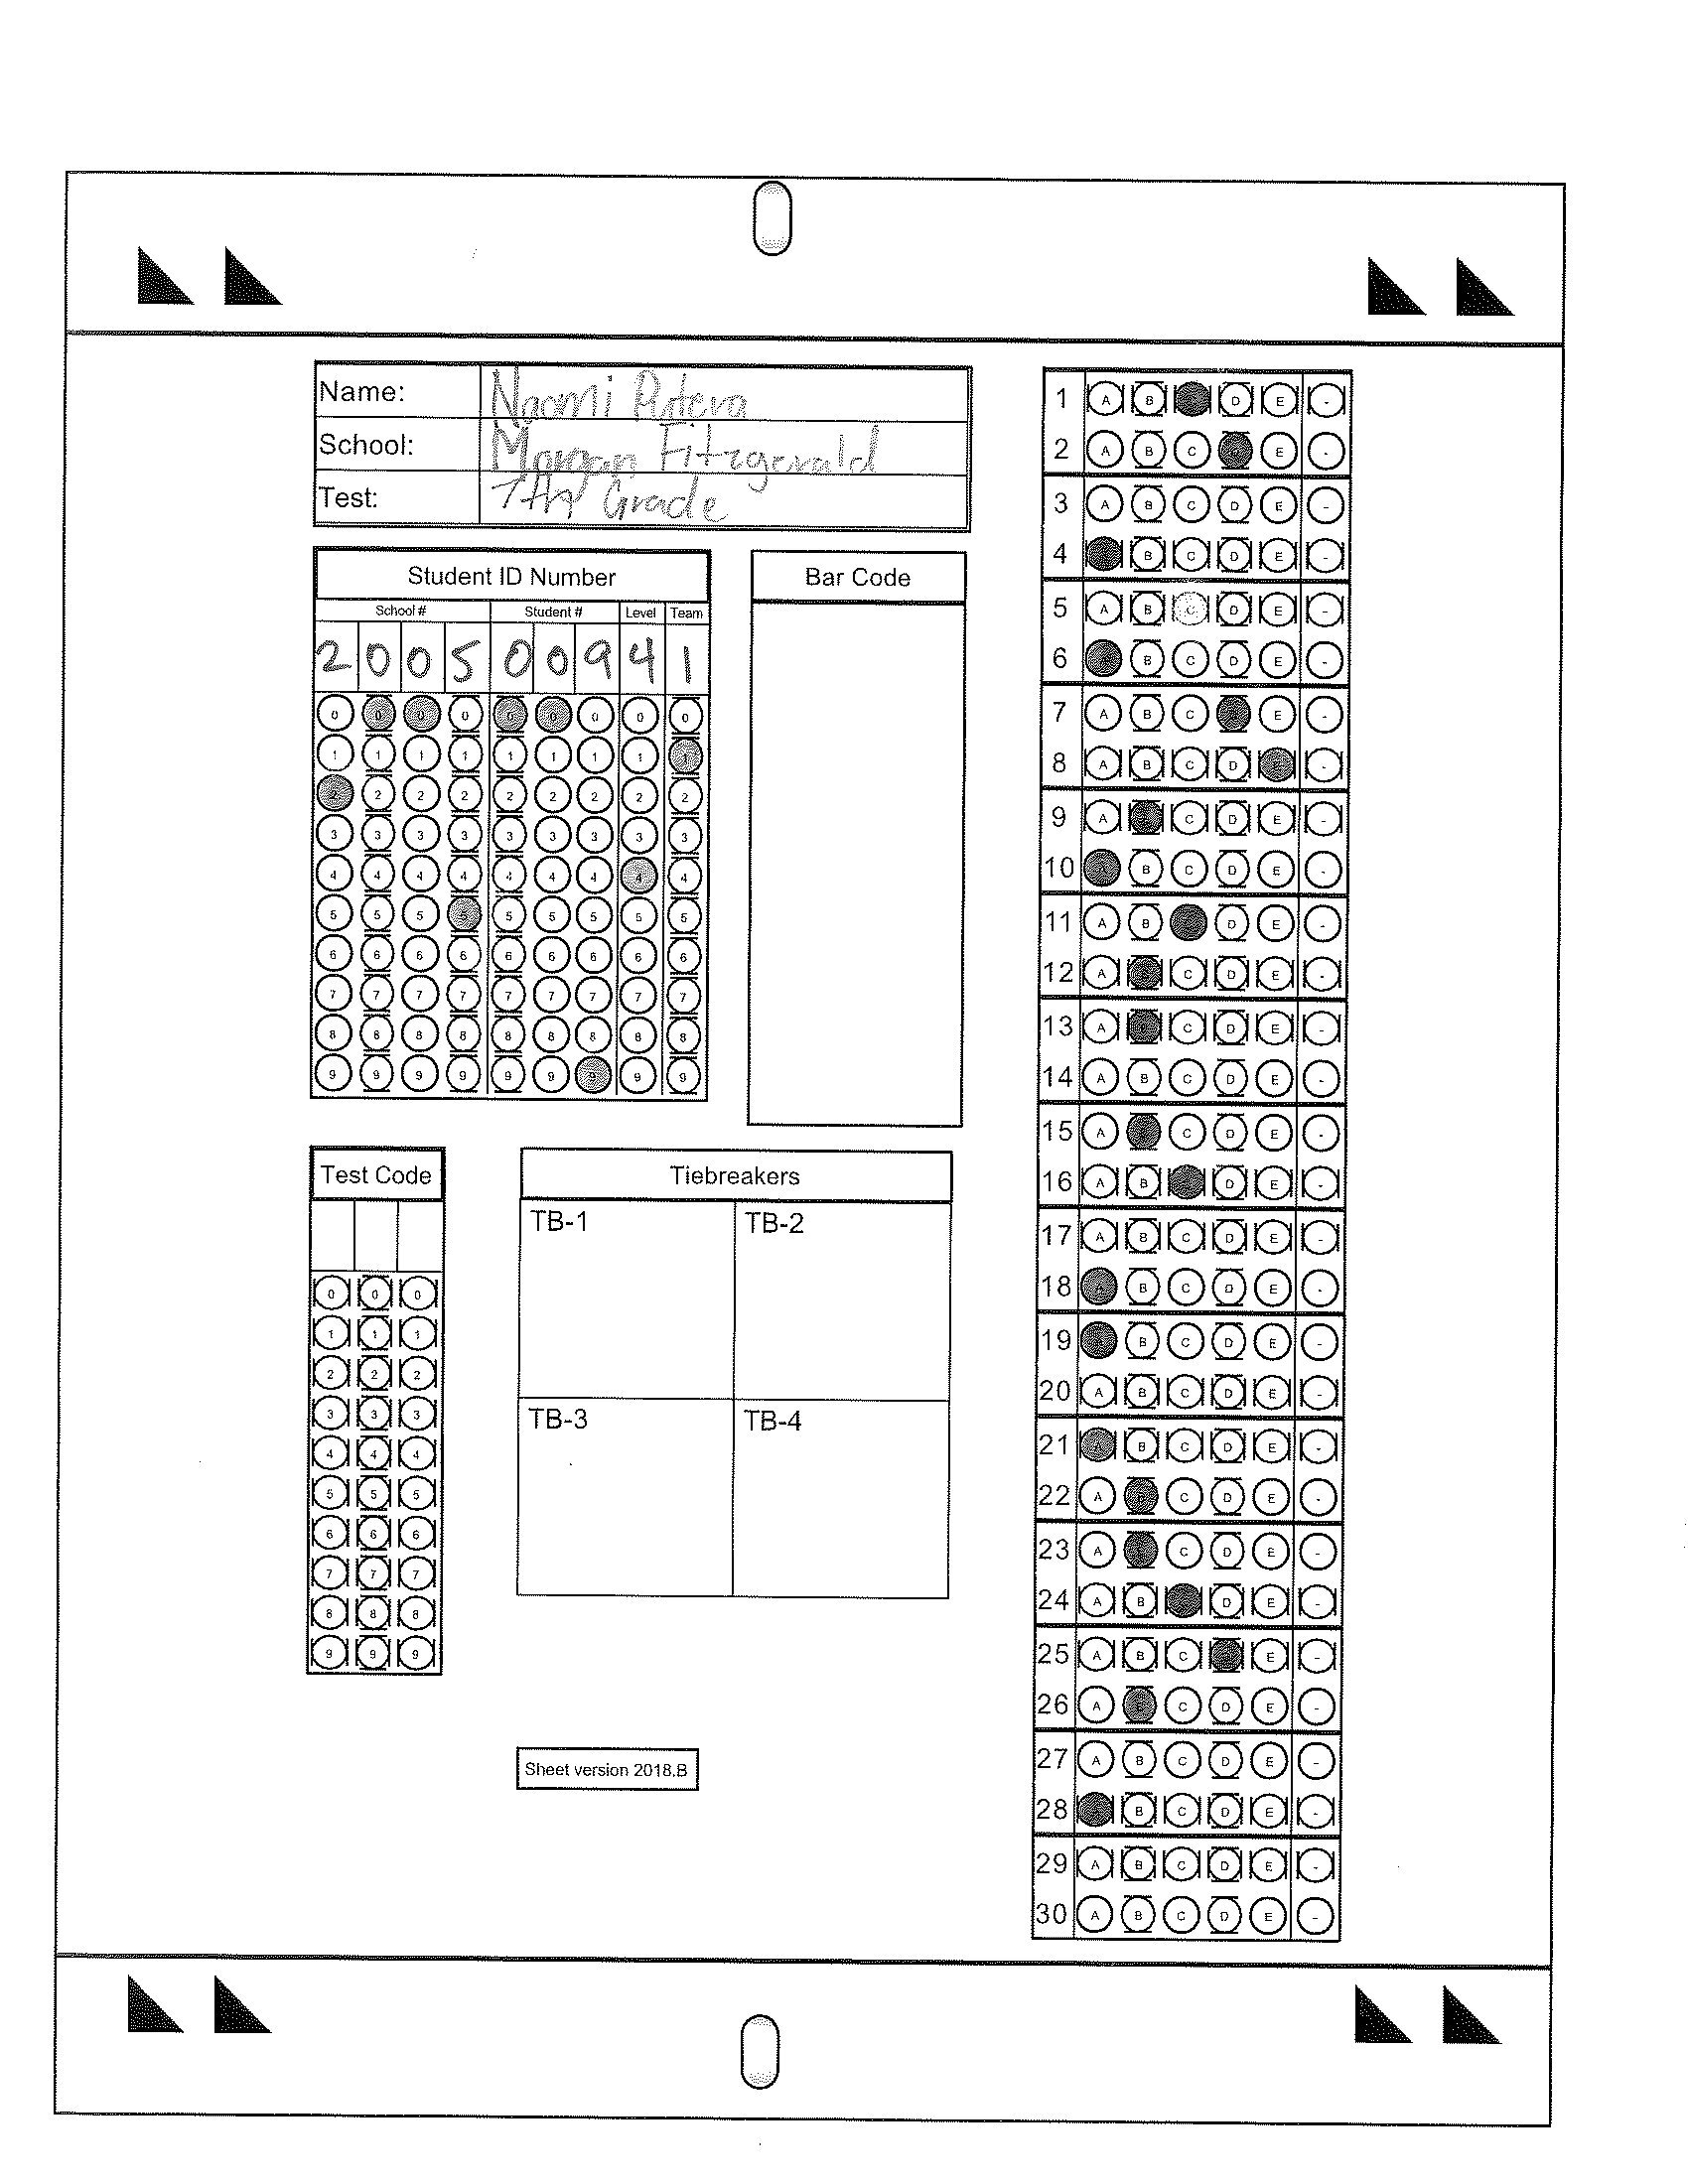 Name: Naomi Putera
School: Morgan Fitzgerald
Test: 7th Grade
Student ID Number
School # Student # Level Team
2 0 0 5 0 0 9 4 1
0 0 0 0 0 0 0 0 0
1 1 1 1 1 1 1 1 1
2 2 2 2 2 2 2 2 2
3 3 3 3 3 3 3 3 3
4 4 4 4 4 4 4 4 4
5 5 5 5 5 5 5 5 5
6 6 6 6 6 6 6 6 6
7 7 7 7 7 7 7 7 7
8 8 8 8 8 8 8 8 8
9 9 9 9 9 9 9 9 9
Bar Code
Test Code
0 0 0
1 1 1
2 2 2
3 3 3
4 4 4
5 5 5
6 6 6
7 7 7
8 8 8
9 9 9
Tiebreakers
TB-1 TB-2
TB-3 TB-4
Sheet version 2018.B
1 A B D E -
2 A B C E -
3 A B C D E -
4 B C D E -
5 A B C D E -
6 B C D E -
7 A B C E -
8 A B C D E -
9 A C D E -
10 A B C D E -
11 A B D E -
12 A C D E -
13 A C D E -
14 A B C D E -
15 A C D E -
16 A B D E -
17 A B C D E -
18 A B C D E -
19 B C D E -
20 A B C D E -
21 A B C D E -
22 A C D E -
23 A C D E -
24 A B D E -
25 A B C E -
26 A B C D E -
27 A B C D E -
28 B C D E -
29 A B C D E -
30 A B C D E -